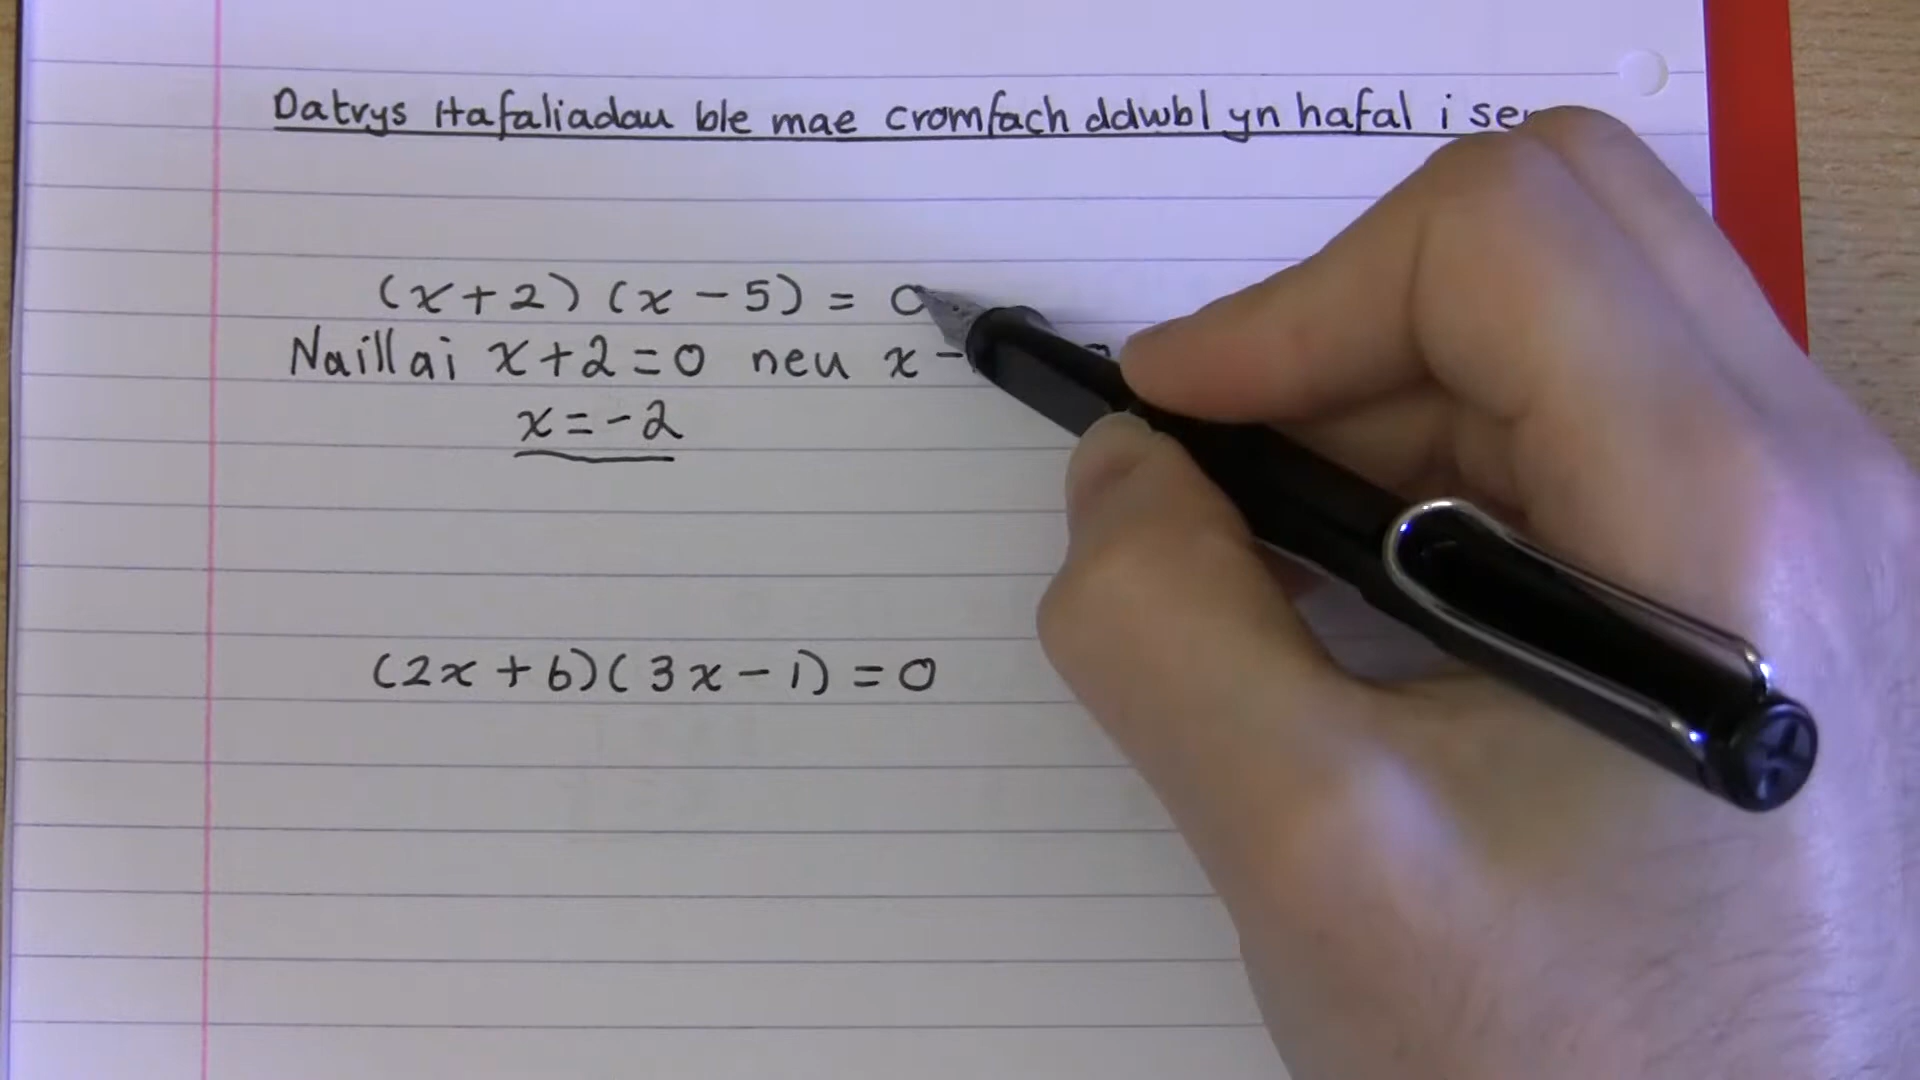 Datrys Hafaliadau ble mae cromfach ddwbl yn hafal i
(x+2)(x-5) = 0
Naillai x+2=0 neu x-
x=-2
(2x+6)(3x-1)=0